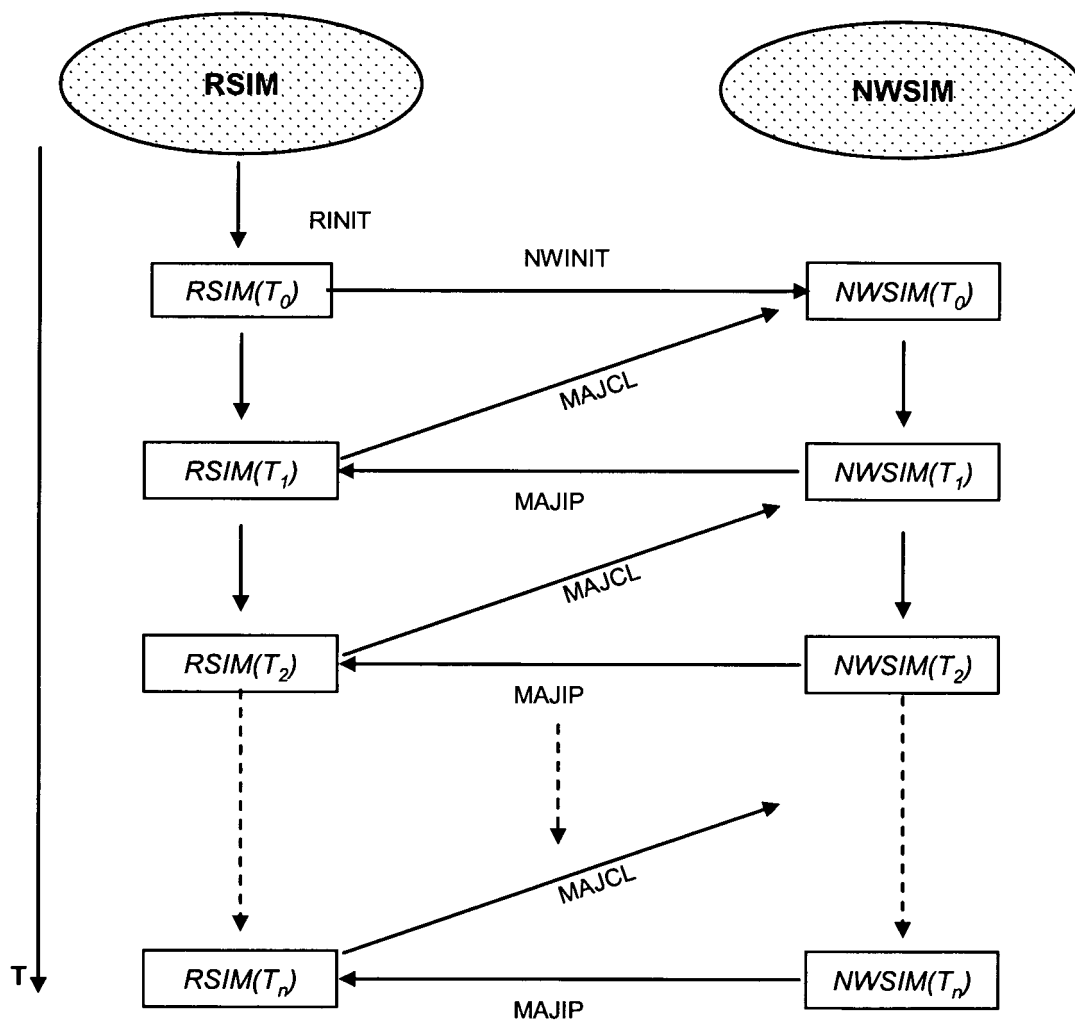 RSIM
NWSIM
RINIT
NWINIT
RSIM(T₀)
NWSIM(T₀)
MAJCL
RSIM(T₁)
NWSIM(T₁)
MAJIP
MAJCL
RSIM(T₂)
NWSIM(T₂)
MAJIP
MAJCL
T
RSIM(Tₙ)
NWSIM(Tₙ)
MAJIP